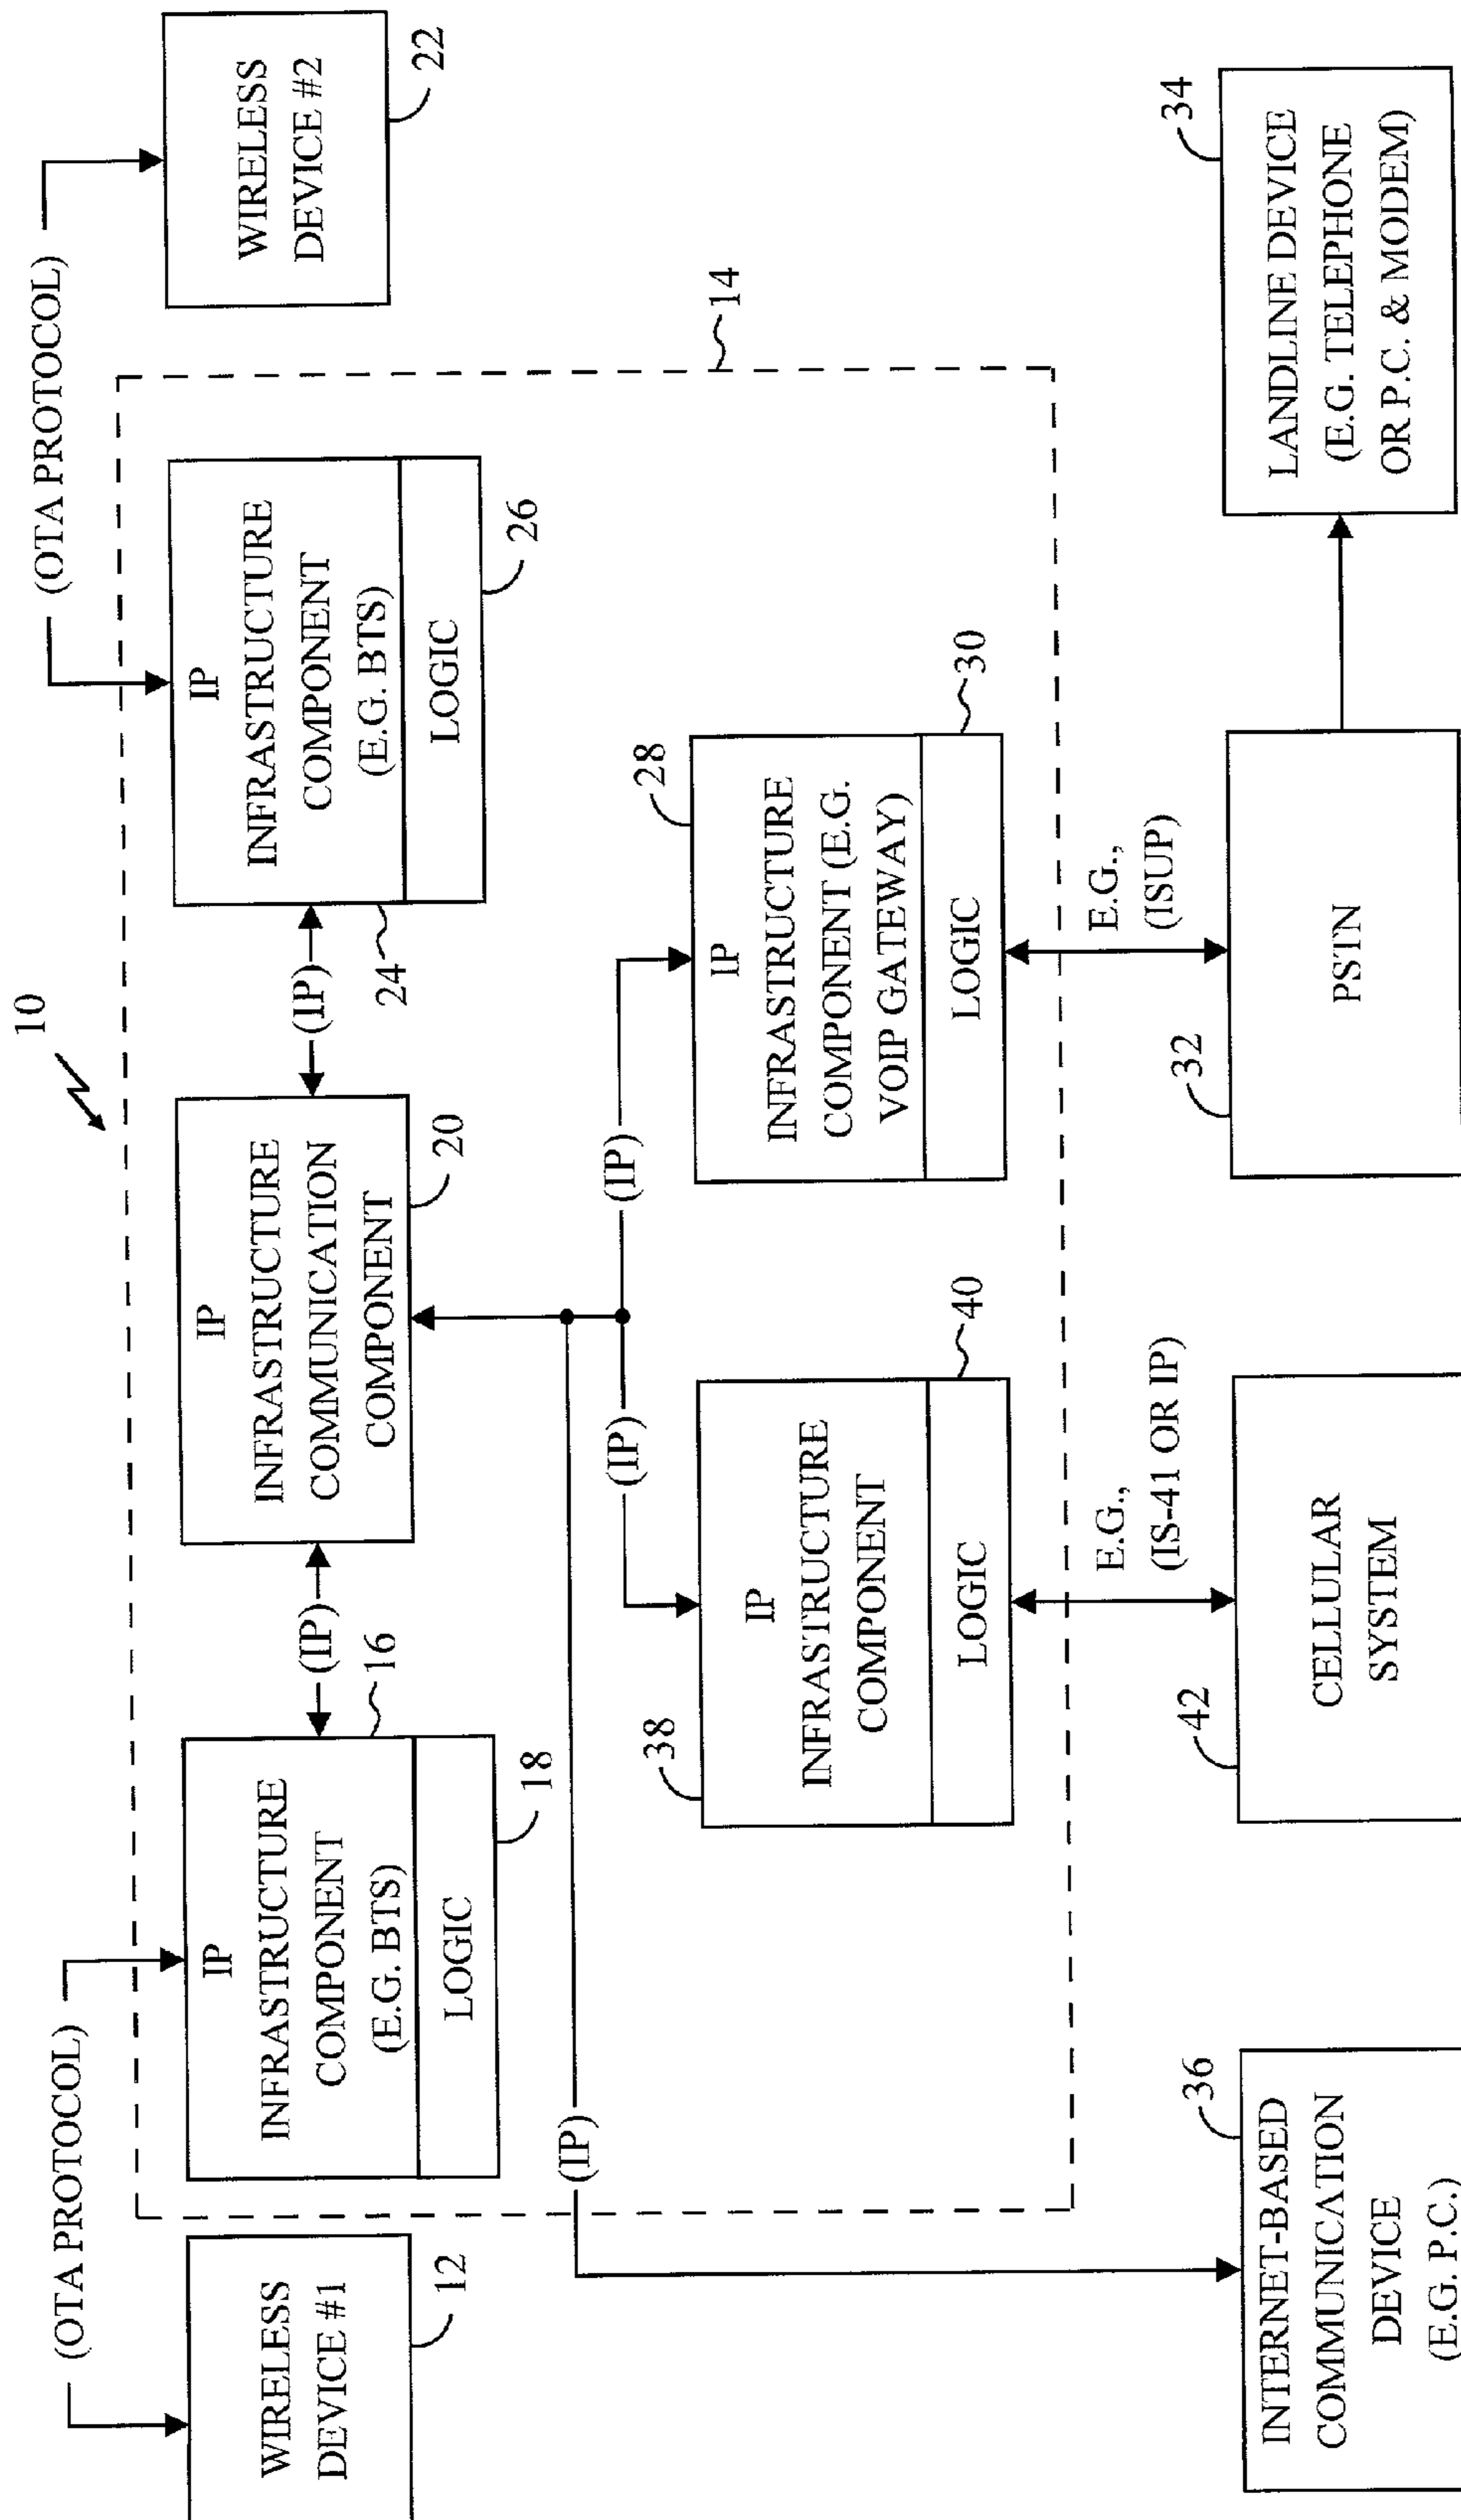 10
(OTA PROTOCOL)
(OTA PROTOCOL)
WIRELESS
DEVICE #1
12
IP
INFRASTRUCTURE
COMPONENT
(E.G. BTS)
LOGIC
16
18
(IP)
IP
INFRASTRUCTURE
COMMUNICATION
COMPONENT
20
(IP)
24
IP
INFRASTRUCTURE
COMPONENT
(E.G. BTS)
LOGIC
26
WIRELESS
DEVICE #2
22
14
(IP)
(IP)
(IP)
38
IP
INFRASTRUCTURE
COMPONENT
LOGIC
40
28
IP
INFRASTRUCTURE
COMPONENT (E.G.
VOIP GATEWAY)
LOGIC
30
E.G.,
(IS-41 OR IP)
E.G.,
(ISUP)
36
INTERNET-BASED
COMMUNICATION
DEVICE
(E.G. P.C.)
42
CELLULAR
SYSTEM
32
PSTN
34
LANDLINE DEVICE
(E.G. TELEPHONE
OR P.C. & MODEM)